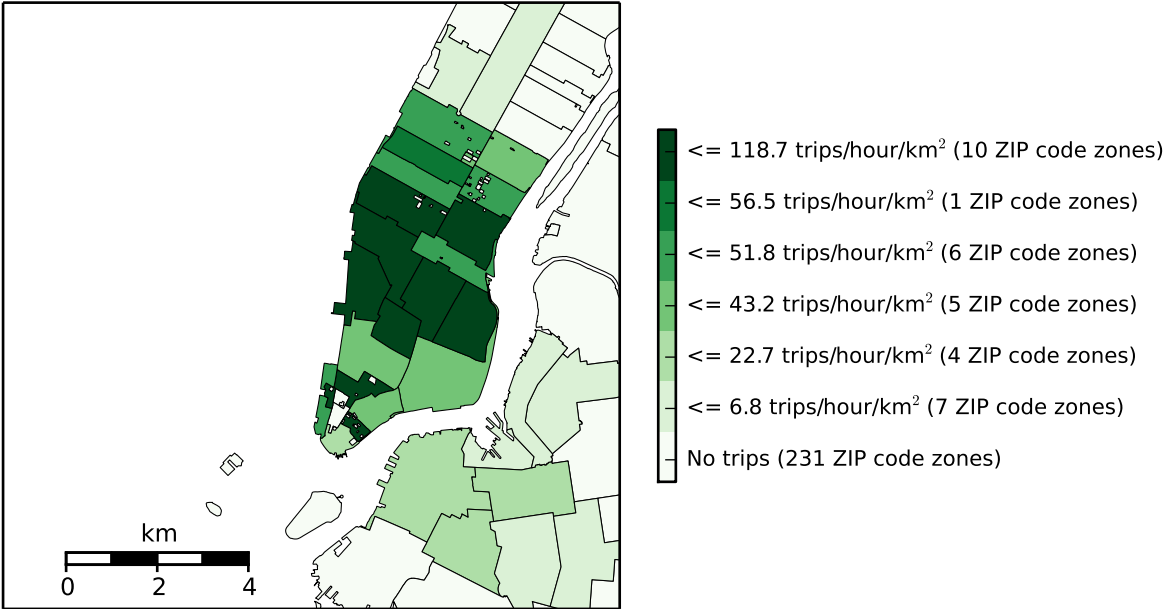 <= 118.7 trips/hour/km² (10 ZIP code zones)
<= 56.5 trips/hour/km² (1 ZIP code zones)
<= 51.8 trips/hour/km² (6 ZIP code zones)
<= 43.2 trips/hour/km² (5 ZIP code zones)
<= 22.7 trips/hour/km² (4 ZIP code zones)
<= 6.8 trips/hour/km² (7 ZIP code zones)
No trips (231 ZIP code zones)
km
0 2 4